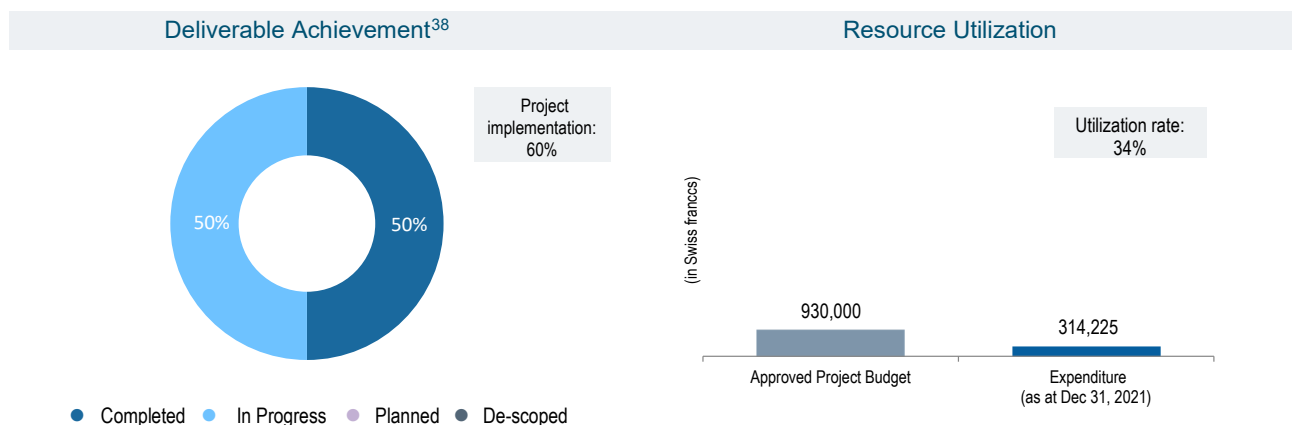 Deliverable Achievement38
Resource Utilization
Project
implementation:
60%
Utilization rate:
34%
50%
50%
(in Swiss franccs)
930,000
314,225
Approved Project Budget
Expenditure
(as at Dec 31, 2021)
Completed
In Progress
Planned
De-scoped